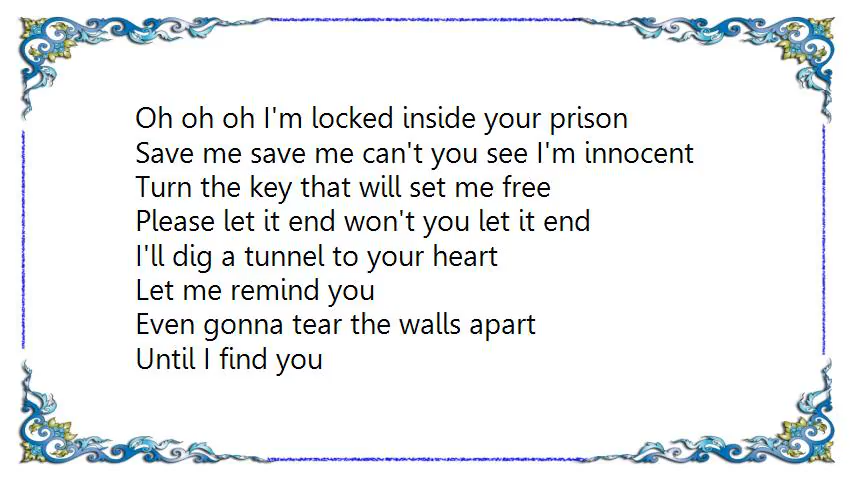 Oh oh oh I'm locked inside your prison
Save me save me can't you see I'm innocent
Turn the key that will set me free
Please let it end won't you let it end
I'll dig a tunnel to your heart
Let me remind you
Even gonna tear the walls apart
Until I find you